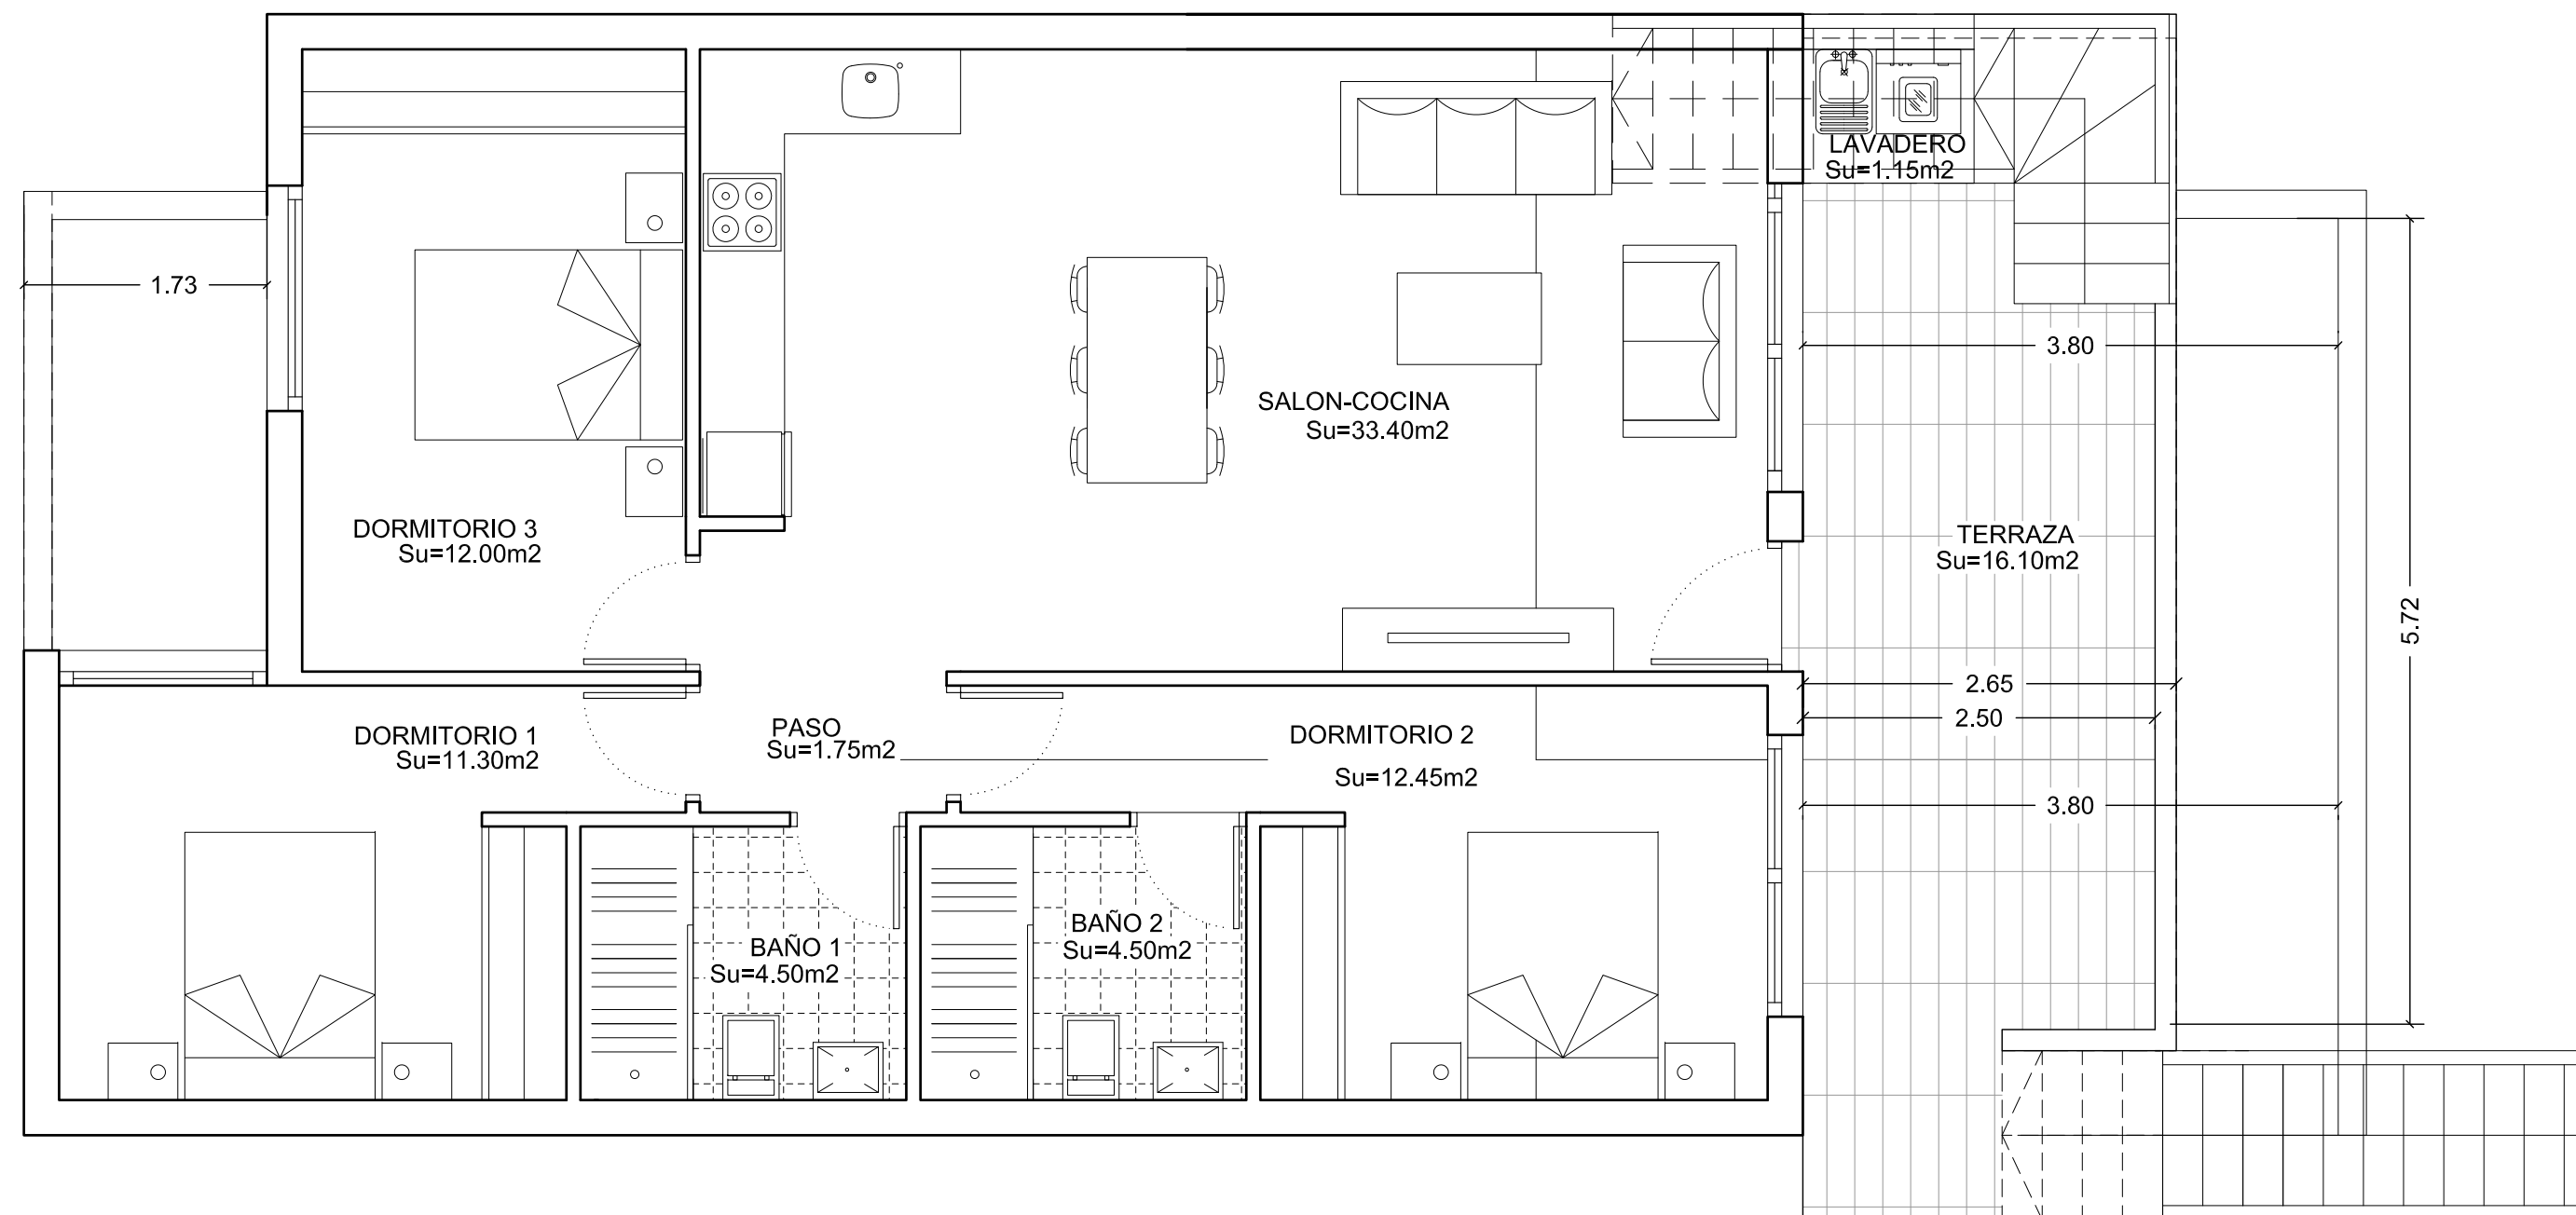 LAVADERO
Su=1.15m2
1.73
3.80
SALON-COCINA
Su=33.40m2
DORMITORIO 3
Su=12.00m2
TERRAZA
Su=16.10m2
5.72
2.65
2.50
DORMITORIO 1
Su=11.30m2
PASO
Su=1.75m2
DORMITORIO 2
Su=12.45m2
3.80
BAÑO 1
Su=4.50m2
BAÑO 2
Su=4.50m2